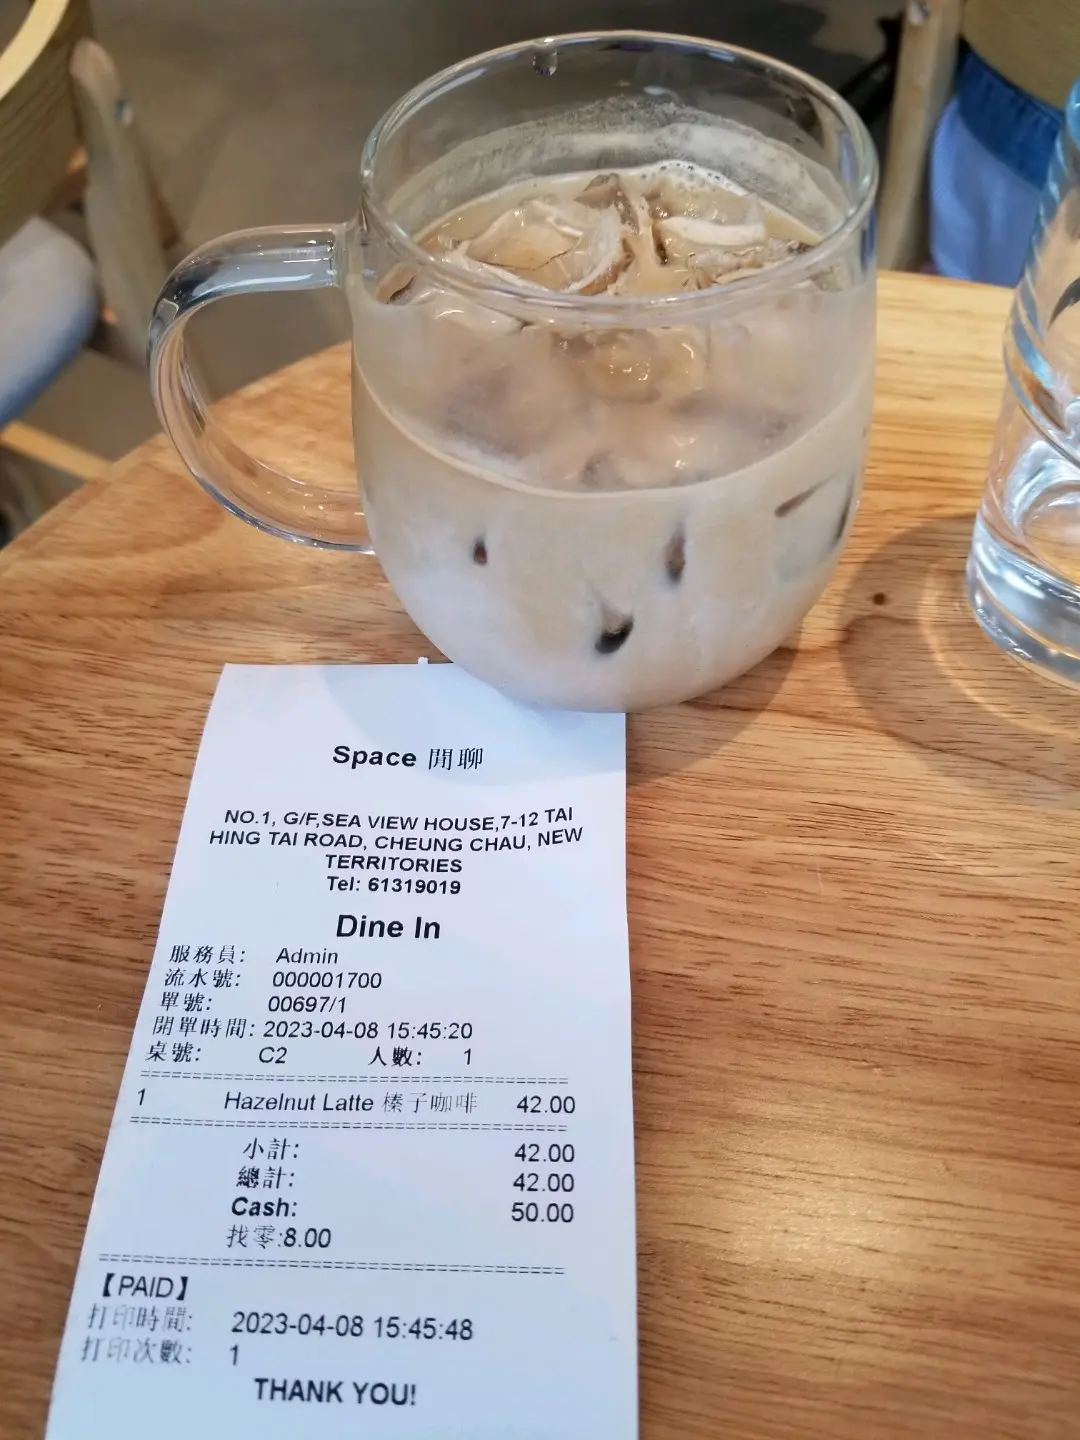 Space 閒聊
NO.1, G/F,SEA VIEW HOUSE,7-12 TAI
HING TAI ROAD, CHEUNG CHAU, NEW
TERRITORIES
Tel: 61319019
Dine In
服務員: Admin
流水號: 000001700
單號: 00697/1
開單時間: 2023-04-08 15:45:20
桌號: C2 人數: 1
1 Hazelnut Latte 榛子咖啡 42.00
小計: 42.00
總計: 42.00
Cash: 50.00
找零:8.00
【PAID】
打印時間: 2023-04-08 15:45:48
打印次數: 1
THANK YOU!